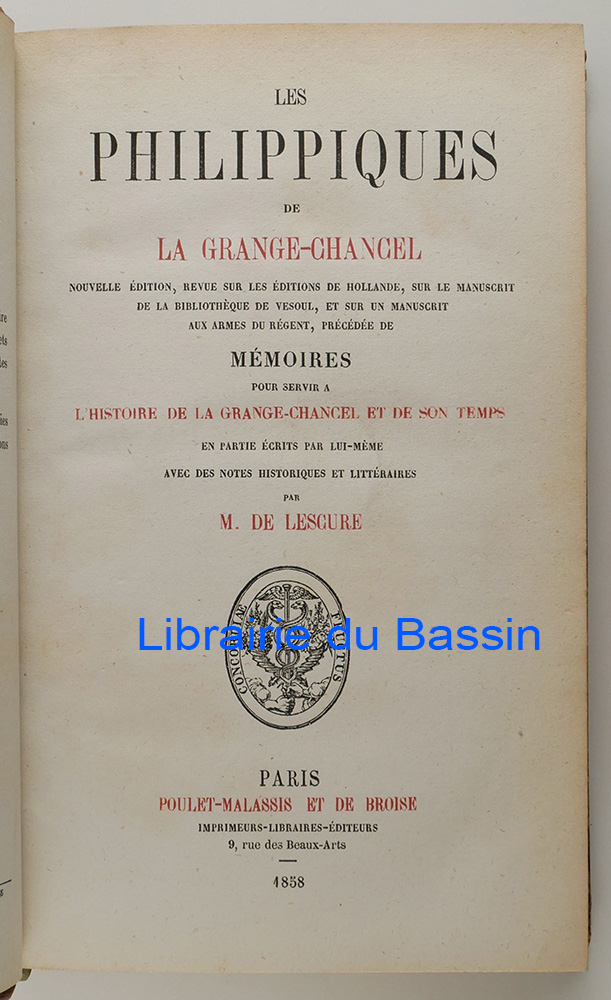 LES
PHILIPPIQUES
DE
LA GRANGE-CHANCEL
NOUVELLE ÉDITION, REVUE SUR LES ÉDITIONS DE HOLLANDE, SUR LE MANUSCRIT
DE LA BIBLIOTHÈQUE DE VESOUL, ET SUR UN MANUSCRIT
AUX ARMES DU RÉGENT, PRÉCÉDÉE DE
MÉMOIRES
POUR SERVIR A
L'HISTOIRE DE LA GRANGE-CHANCEL ET DE SON TEMPS
EN PARTIE ÉCRITS PAR LUI-MÊME
AVEC DES NOTES HISTORIQUES ET LITTÉRAIRES
PAR
M. DE LESCURE
CONCORDIÆ FRUCTUS
Librairie du Bassin
PARIS
POULET-MALASSIS ET DE BROISE
IMPRIMEURS-LIBRAIRES-ÉDITEURS
9, rue des Beaux-Arts
1858